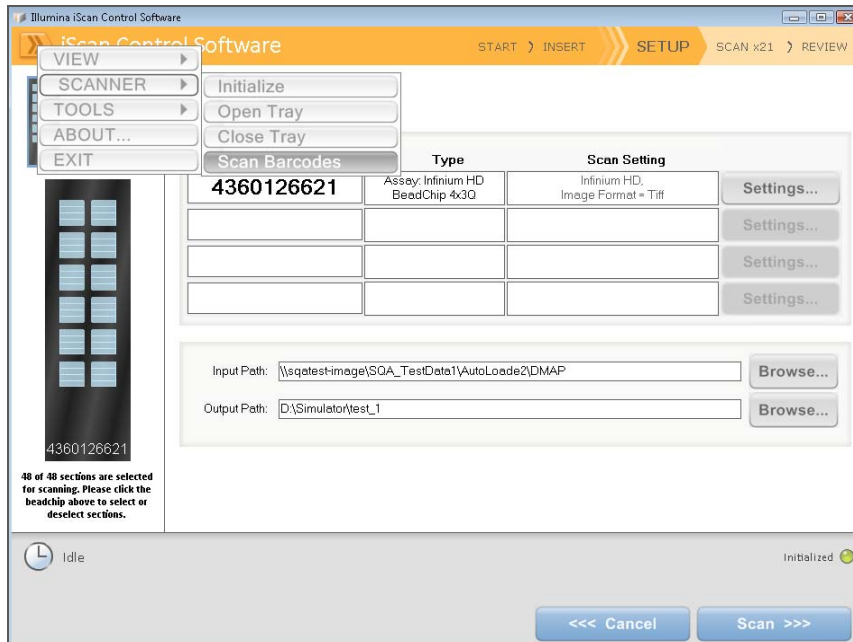 Illumina iScan Control Software
iScan Control Software
START
INSERT
SETUP
SCAN x21
REVIEW
VIEW
SCANNER
TOOLS
ABOUT...
EXIT
Initialize
Open Tray
Close Tray
Scan Barcodes
Type
Scan Setting
4360126621
Assay: Infinium HD
BeadChip 4x3Q
Infinium HD,
Image Format = Tiff
Settings...
Settings...
Settings...
Settings...
Input Path:
\\sqatest-image\SQA_TestData1\AutoLoade2\DMAP
Browse...
Output Path:
D:\Simulator\test_1
Browse...
4360126621
48 of 48 sections are selected
for scanning. Please click the
beadchip above to select or
deselect sections.
Idle
Initialized
<<< Cancel
Scan >>>